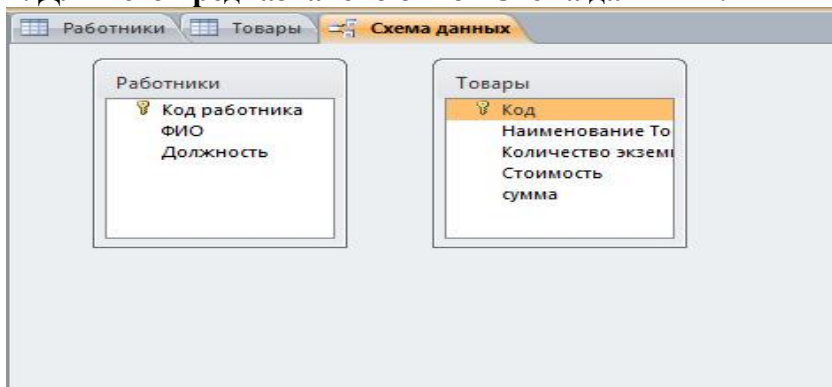 Работники Товары Схема данных
Работники
Код работника
ФИО
Должность
Товары
Код
Наименование То
Количество экзем
Стоимость
сумма